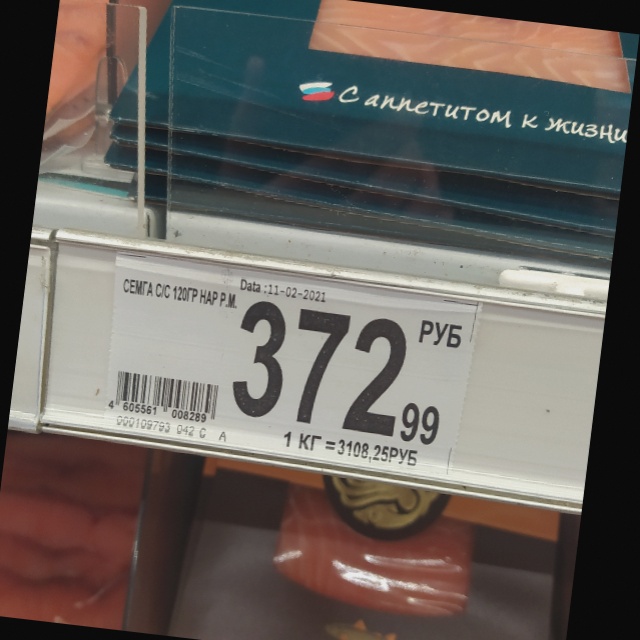 С аппетитом к жизни
СЕМГА С/С 120ГР НАР Р.М.
Data :11-02-2021
372 99 РУБ
4 605561 008289
000109793 042 С А
1 КГ =3108,25РУБ